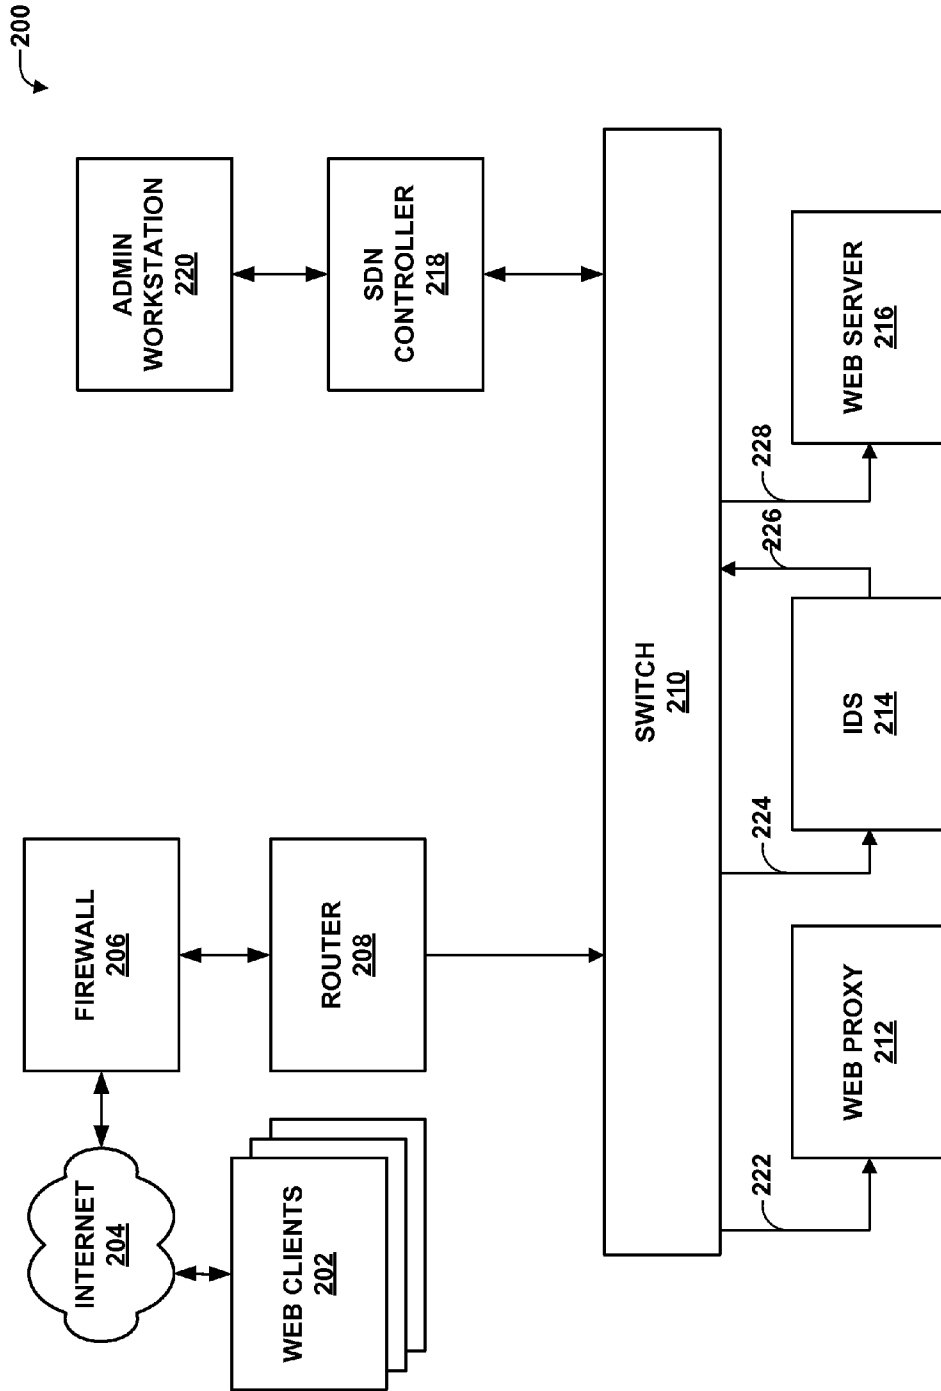 200
ADMIN
WORKSTATION
220
SDN
CONTROLLER
218
FIREWALL
206
ROUTER
208
INTERNET
204
WEB CLIENTS
202
SWITCH
210
222
224
226
228
WEB PROXY
212
IDS
214
WEB SERVER
216